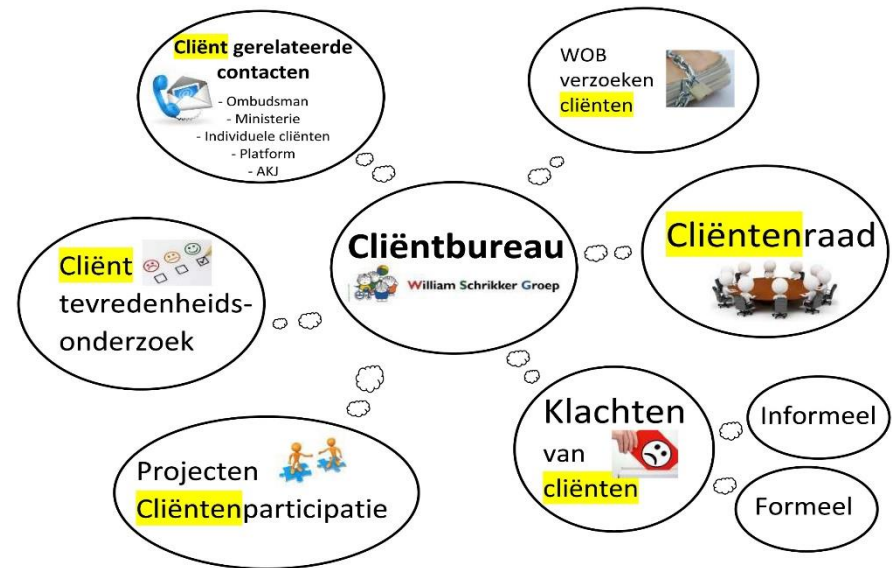 Cliënt gerelateerde
contacten
- Ombudsman
- Ministerie
- Individuele cliënten
- Platform
- AKJ
WOB
verzoeken
cliënten
Cliëntbureau
William Schrikker Groep
Cliëntenraad
Cliënt
tevredenheids-
onderzoek
Klachten
van
cliënten
Informeel
Formeel
Projecten
Cliëntenparticipatie